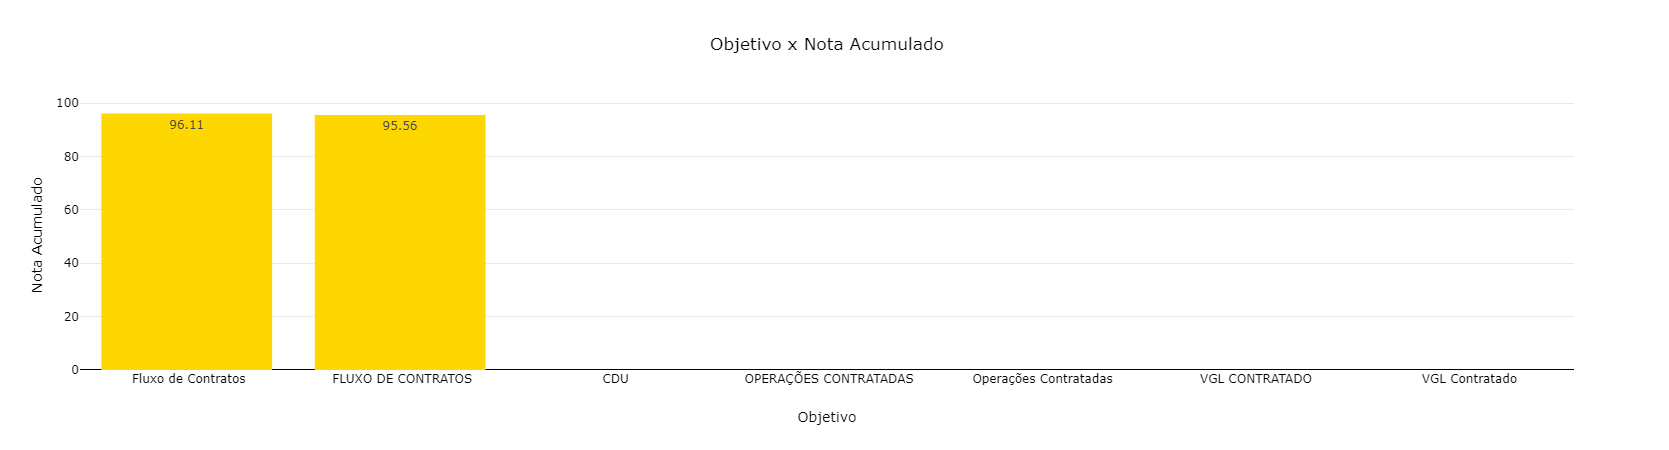 Objetivo x Nota Acumulado
Nota Acumulado
100
80
60
40
20
0
96.11
95.56
Fluxo de Contratos
FLUXO DE CONTRATOS
CDU
OPERAÇÕES CONTRATADAS
Operações Contratadas
VGL CONTRATADO
VGL Contratado
Objetivo